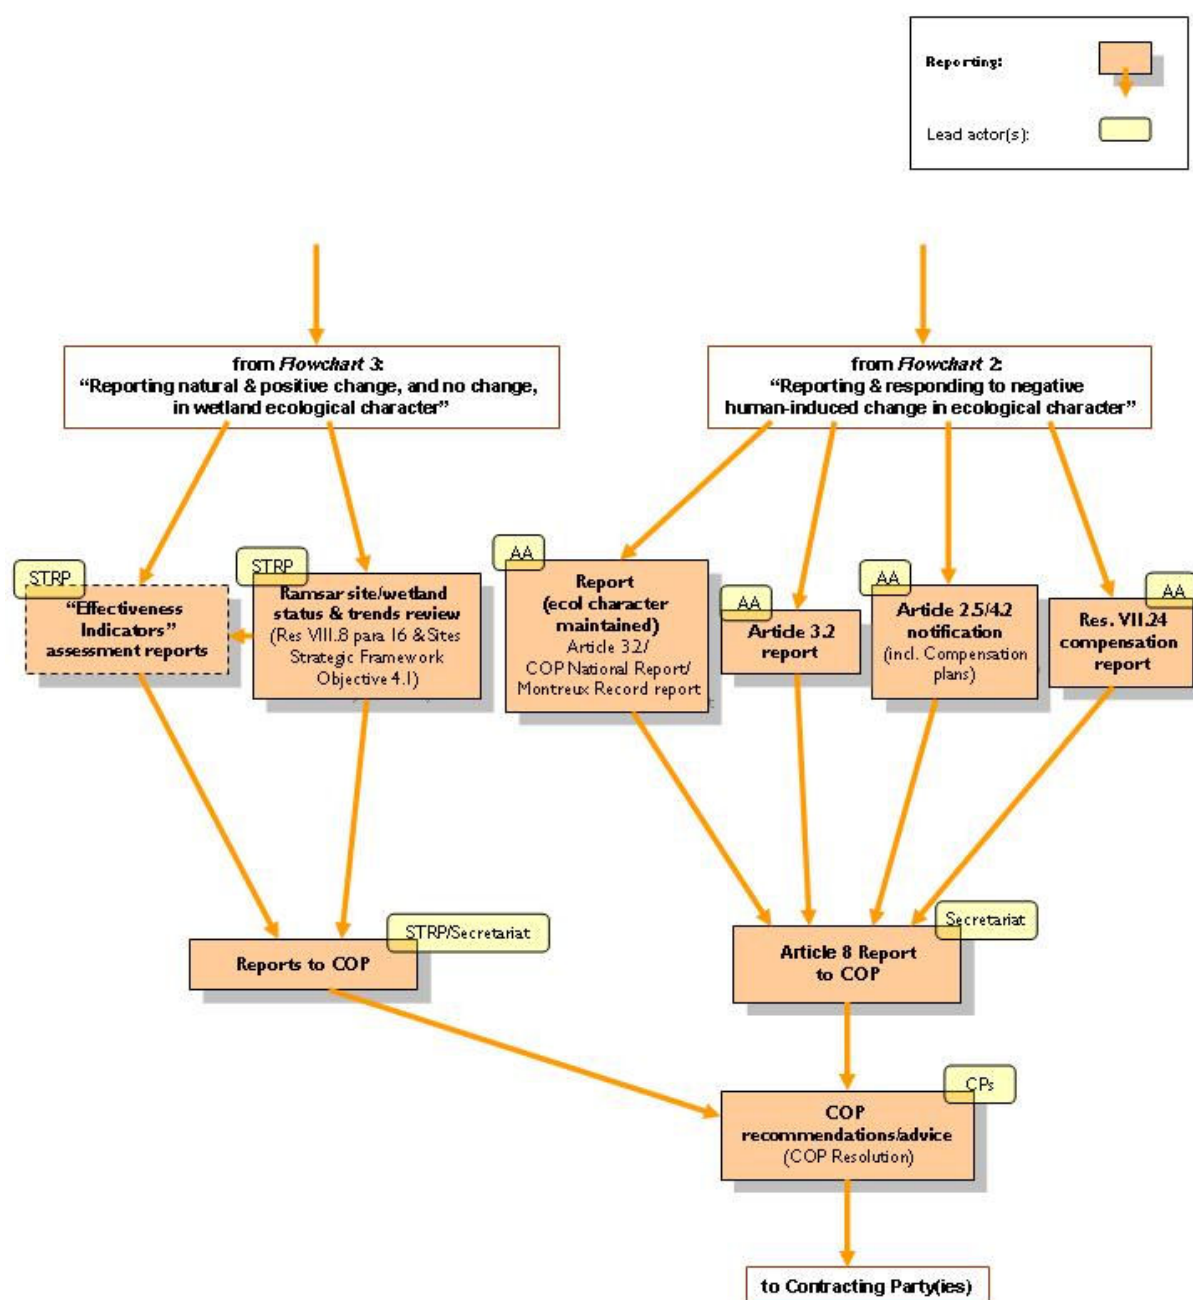 Reporting:
Lead actor(s):
from Flowchart 3:
“Reporting natural & positive change, and no change,
in wetland ecological character”
from Flowchart 2:
“Reporting & responding to negative
human-induced change in ecological character”
STRP
“Effectiveness
Indicators”
assessment reports
STRP
Ramsar site/wetland
status & trends review
(Res VIII.8 para 16 & Sites
Strategic Framework
Objective 4.1)
AA
Report
(ecol character
maintained)
Article 3.2/
COP National Report/
Montreux Record report
AA
Article 3.2
report
AA
Article 2.5/4.2
notification
(incl. Compensation
plans)
AA
Res. VII.24
compensation
report
STRP/Secretariat
Reports to COP
Secretariat
Article 8 Report
to COP
CPs
COP
recommendations/advice
(COP Resolution)
to Contracting Party(ies)